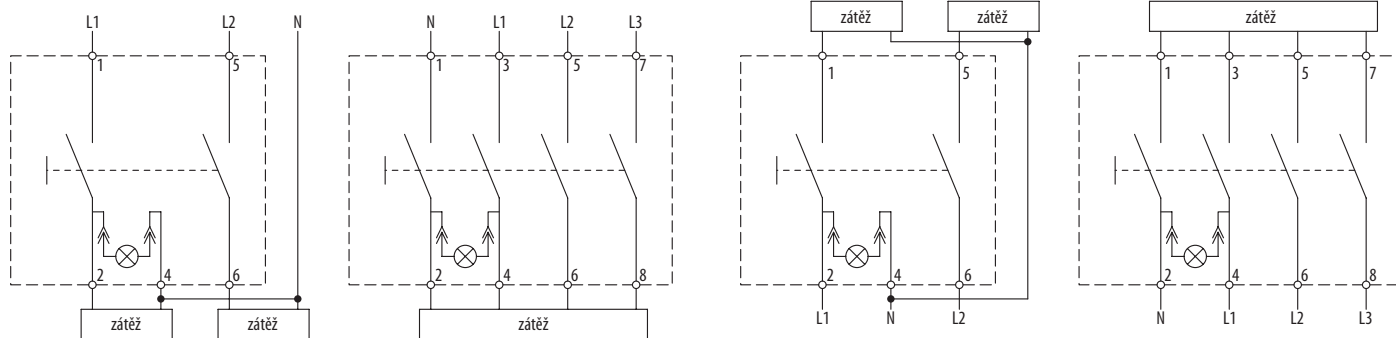 L1 L2 N N L1 L2 L3 zátěž zátěž zátěž
1 5 1 3 5 7 1 5 1 3 5 7
2 4 6 2 4 6 8 2 4 6 2 4 6 8
zátěž zátěž zátěž L1 N L2 N L1 L2 L3